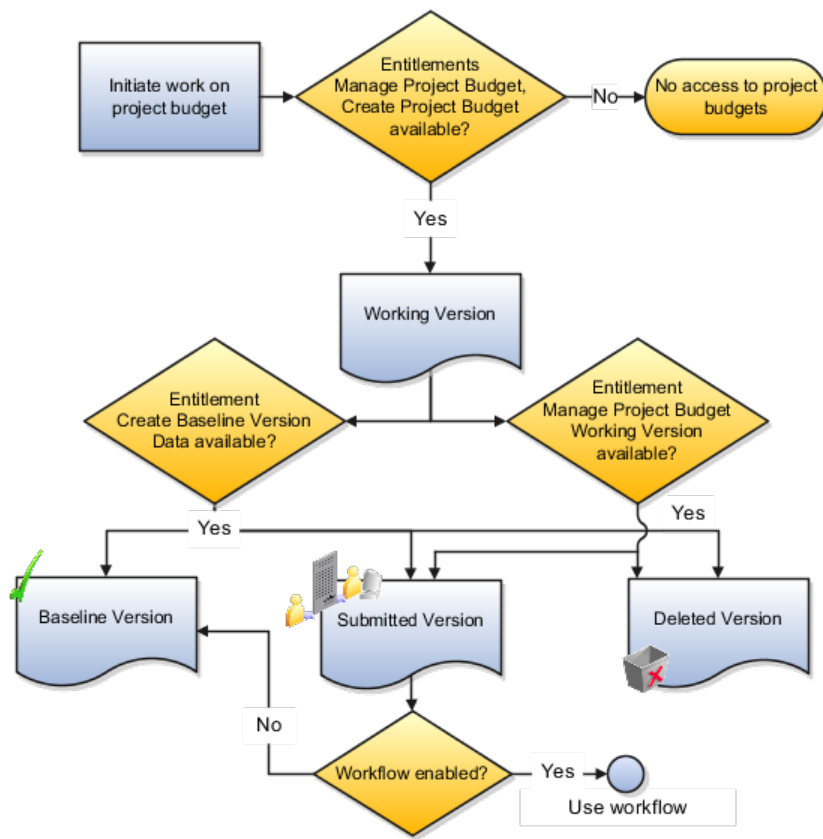 Initiate work on
project budget
Entitlements
Manage Project Budget,
Create Project Budget
available?
No
No access to project
budgets
Yes
Working Version
Entitlement
Create Baseline Version
Data available?
Entitlement
Manage Project Budget
Working Version
available?
Yes
Yes
Baseline Version
Submitted Version
Deleted Version
No
Workflow enabled?
Yes
Use workflow